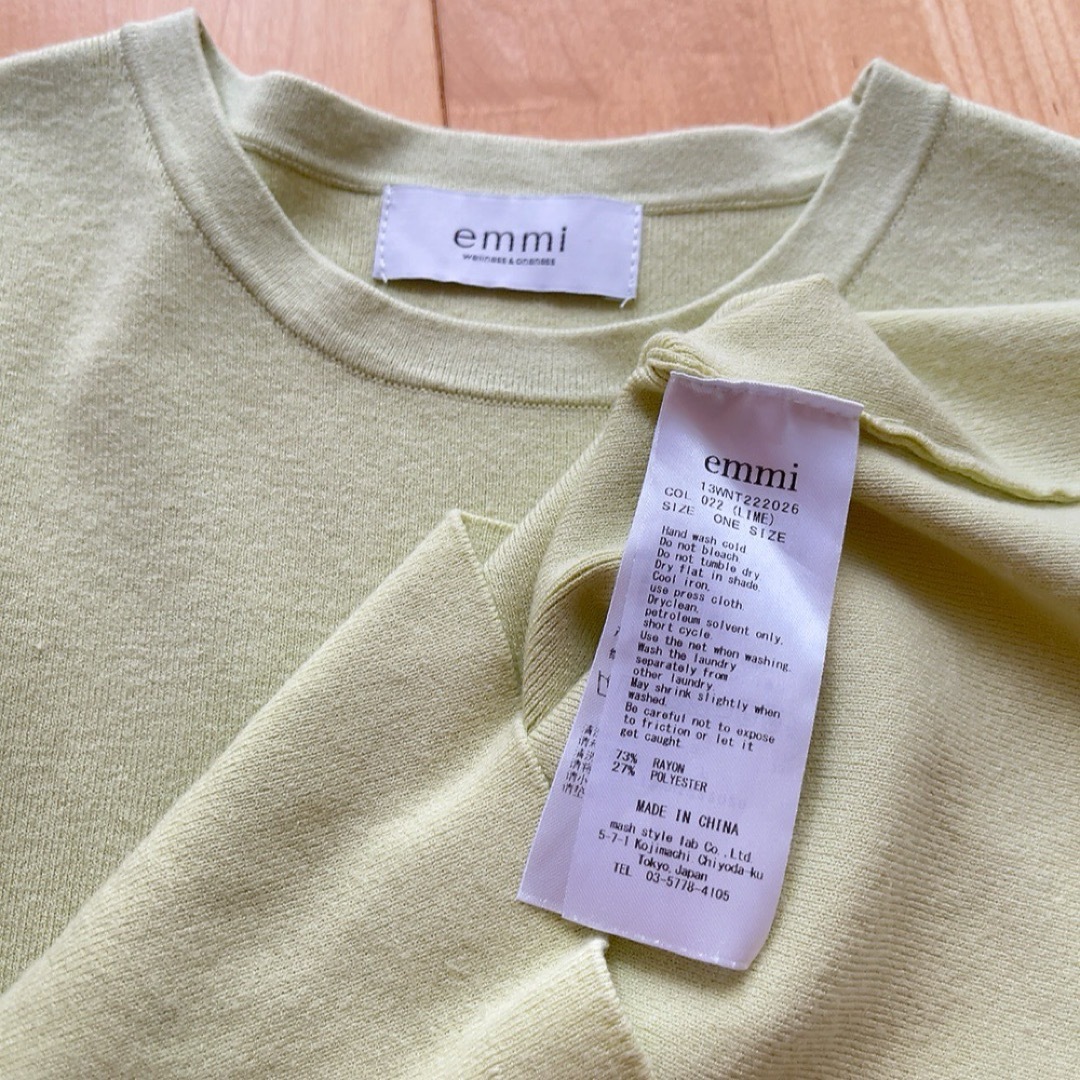 emmi
wellness & oneness
emmi
13WNT222026
COL 022 (LIME)
SIZE ONE SIZE
Hand wash cold
Do not bleach
Do not tumble dry
Dry flat in shade.
Cool iron.
use press cloth.
Dryclean,
petroleum solvent only,
short cycle.
Use the net when washing.
Wash the laundry
separately from
other laundry.
May shrink slightly when
washed.
Be careful not to expose
to friction or let it
get caught.
73% RAYON
27% POLYESTER
MADE IN CHINA
mash style lab Co.,Ltd.
5-7-1 Kojimachi Chiyoda-ku
Tokyo.Japan
TEL 03-5778-4105